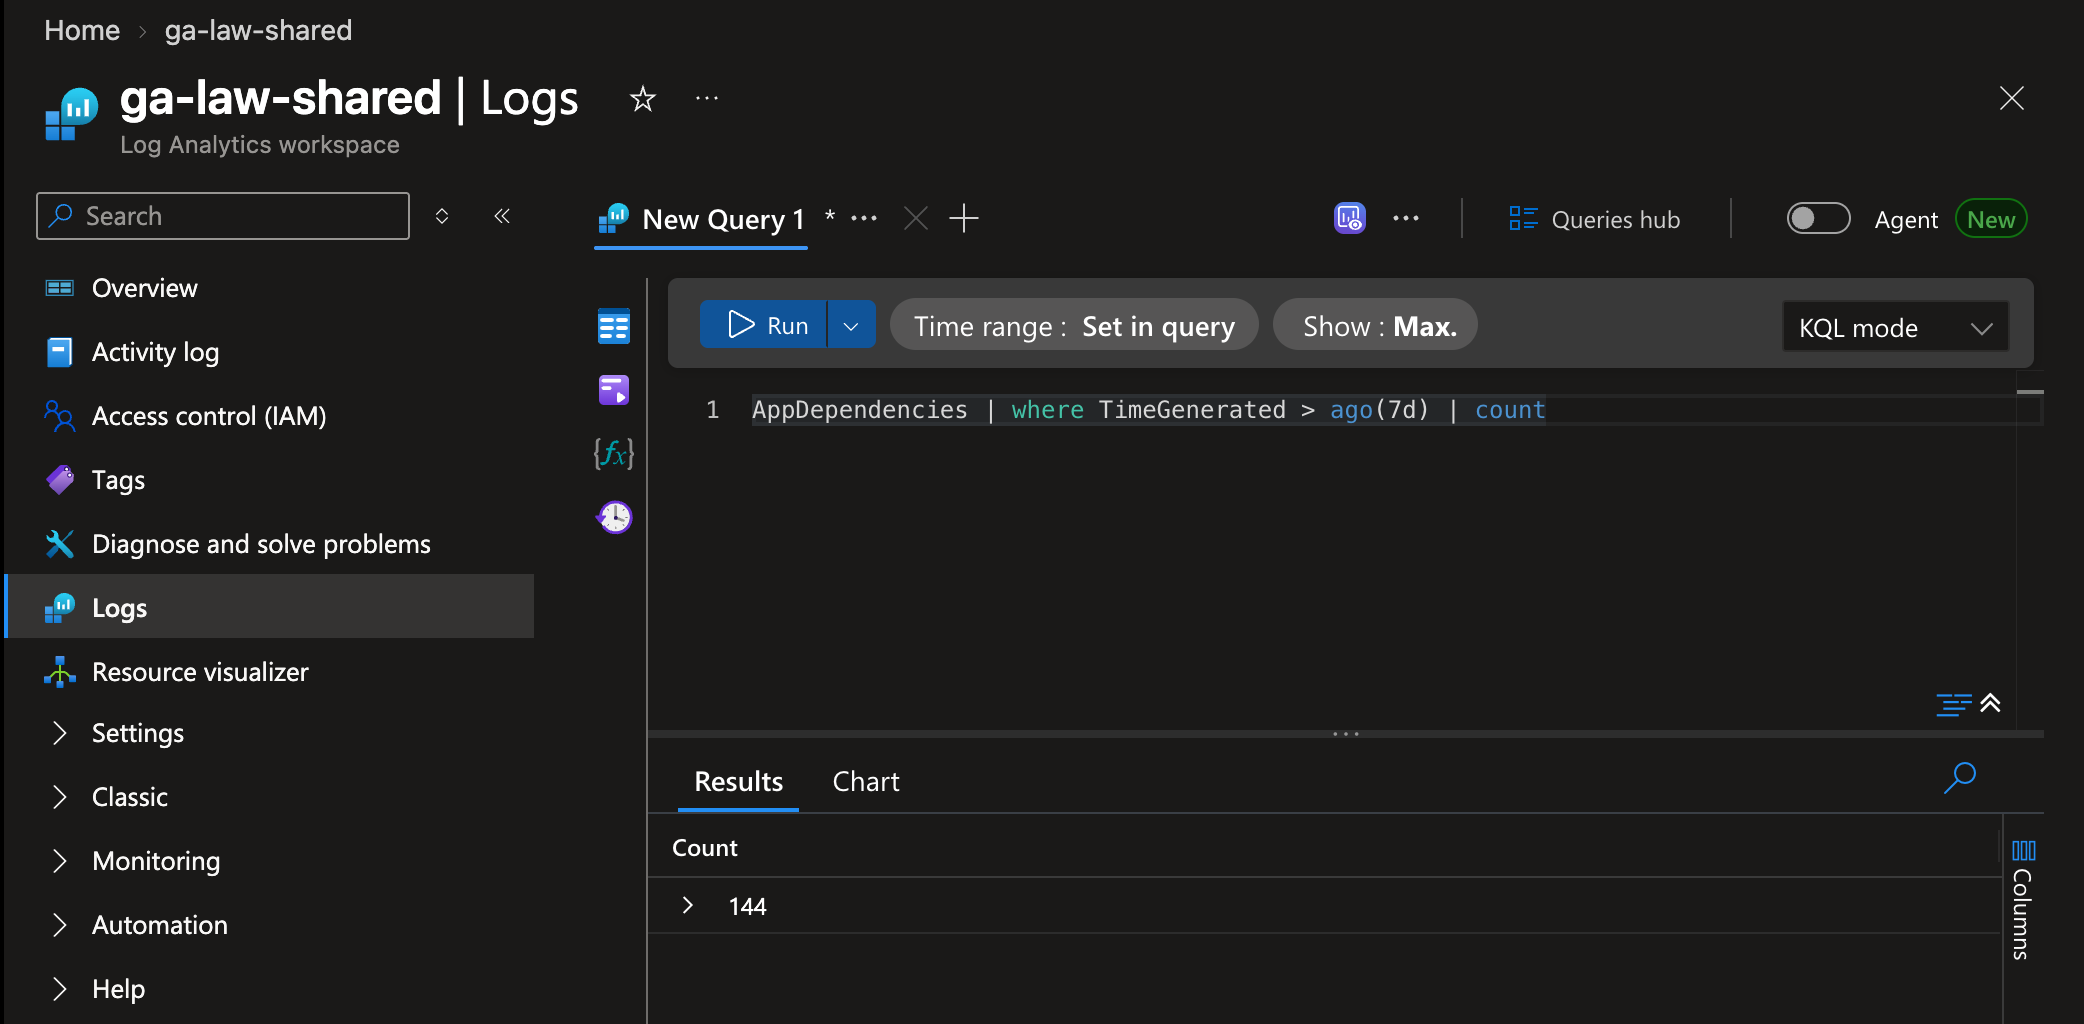 Home > ga-law-shared
ga-law-shared | Logs
Log Analytics workspace
Search
Overview
Activity log
Access control (IAM)
Tags
Diagnose and solve problems
Logs
Resource visualizer
Settings
Classic
Monitoring
Automation
Help
New Query 1 *
Queries hub
Agent New
Run
Time range : Set in query
Show : Max.
KQL mode
1 AppDependencies | where TimeGenerated > ago(7d) | count
Results Chart
Count
144
Columns